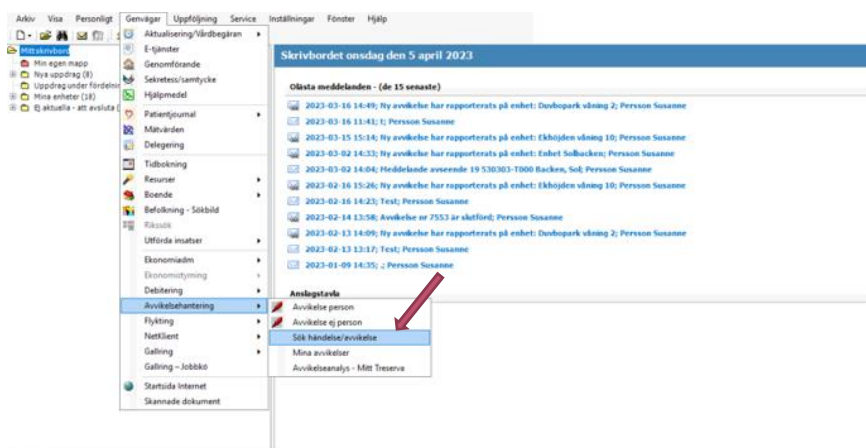 Arkiv Visa Personligt Genvägar Uppföljning Service Inställningar Fönster Hjälp
Mitt skrivbord
Min egen mapp
Nya uppdrag (8)
Uppdrag under fördelnin
Mina enheter (18)
Ej aktuella - att avsluta (
Aktualisering/Vårdbegäran
E-tjänster
Genomförande
Sekretess/samtycke
Hjälpmedel
Patientjournal
Mätvärden
Delegering
Tidbokning
Resurser
Boende
Befolkning - Sökbild
Rikssök
Utförda insatser
Ekonomiadm
Ekonomistyrning
Debitering
Avvikelsehantering
Flykting
NetKlient
Gallring
Gallring – Jobbkö
Startsida Internet
Skannade dokument
Avvikelse person
Avvikelse ej person
Sök händelse/avvikelse
Mina avvikelser
Avvikelseanalys - Mitt Treserva
Skrivbordet onsdag den 5 april 2023
Olästa meddelanden - (de 15 senaste)
2023-03-16 14:49; Ny avvikelse har rapporterats på enhet: Duvbopark våning 2; Persson Susanne
2023-03-16 11:41; t; Persson Susanne
2023-03-15 15:14; Ny avvikelse har rapporterats på enhet: Ekhöjden våning 10; Persson Susanne
2023-03-02 14:33; Ny avvikelse har rapporterats på enhet: Enhet Solbacken; Persson Susanne
2023-03-02 14:04; Meddelande avseende 19 530303-T000 Backen, Sol; Persson Susanne
2023-02-16 15:26; Ny avvikelse har rapporterats på enhet: Ekhöjden våning 10; Persson Susanne
2023-02-16 14:23; Test; Persson Susanne
2023-02-14 13:58; Avvikelse nr 7553 är slutförd; Persson Susanne
2023-02-13 14:09; Ny avvikelse har rapporterats på enhet: Duvbopark våning 2; Persson Susanne
2023-02-13 13:17; Test; Persson Susanne
2023-01-09 14:35; .; Persson Susanne
Anslagstavla